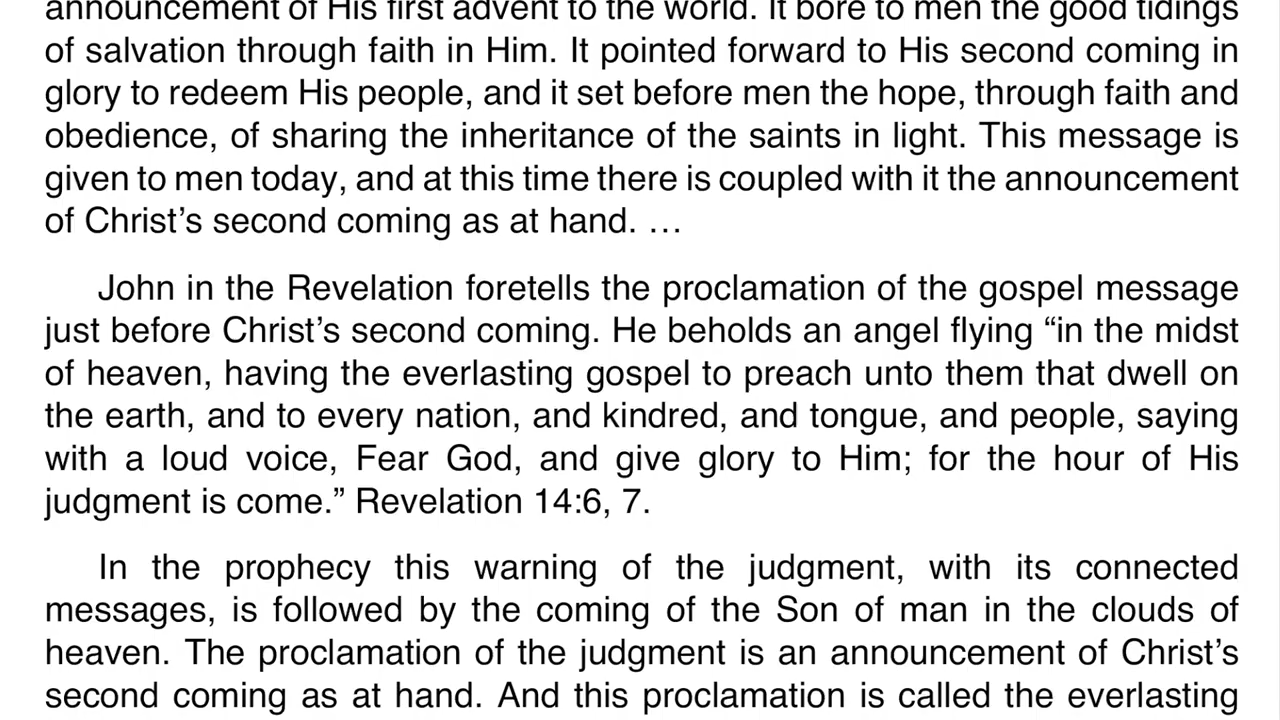 announcement of His first advent to the world. It bore to men the good tidings
of salvation through faith in Him. It pointed forward to His second coming in
glory to redeem His people, and it set before men the hope, through faith and
obedience, of sharing the inheritance of the saints in light. This message is
given to men today, and at this time there is coupled with it the announcement
of Christ’s second coming as at hand. …
John in the Revelation foretells the proclamation of the gospel message
just before Christ’s second coming. He beholds an angel flying “in the midst
of heaven, having the everlasting gospel to preach unto them that dwell on
the earth, and to every nation, and kindred, and tongue, and people, saying
with a loud voice, Fear God, and give glory to Him; for the hour of His
judgment is come.” Revelation 14:6, 7.
In the prophecy this warning of the judgment, with its connected
messages, is followed by the coming of the Son of man in the clouds of
heaven. The proclamation of the judgment is an announcement of Christ’s
second coming as at hand. And this proclamation is called the everlasting